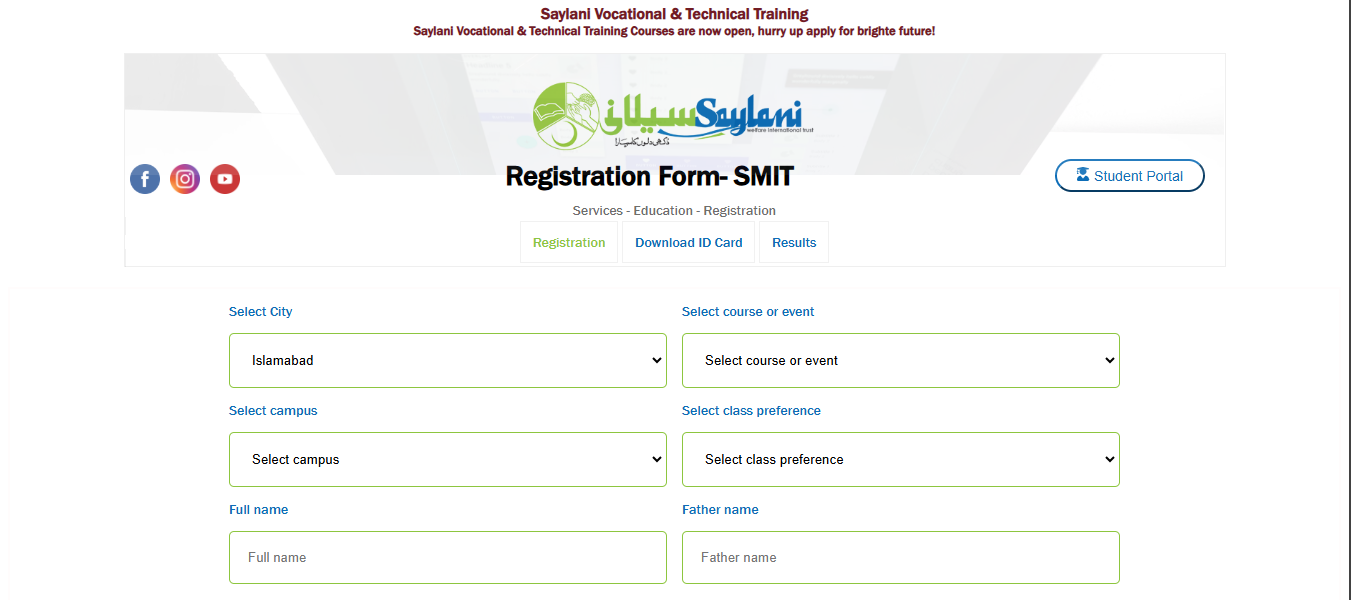 Saylani Vocational & Technical Training
Saylani Vocational & Technical Training Courses are now open, hurry up apply for brighte future!
سیلانی Saylani
welfare international trust
Registration Form- SMIT
Student Portal
Services - Education - Registration
Registration
Download ID Card
Results
Select City
Select course or event
Islamabad
Select course or event
Select campus
Select class preference
Select campus
Select class preference
Full name
Father name
Full name
Father name